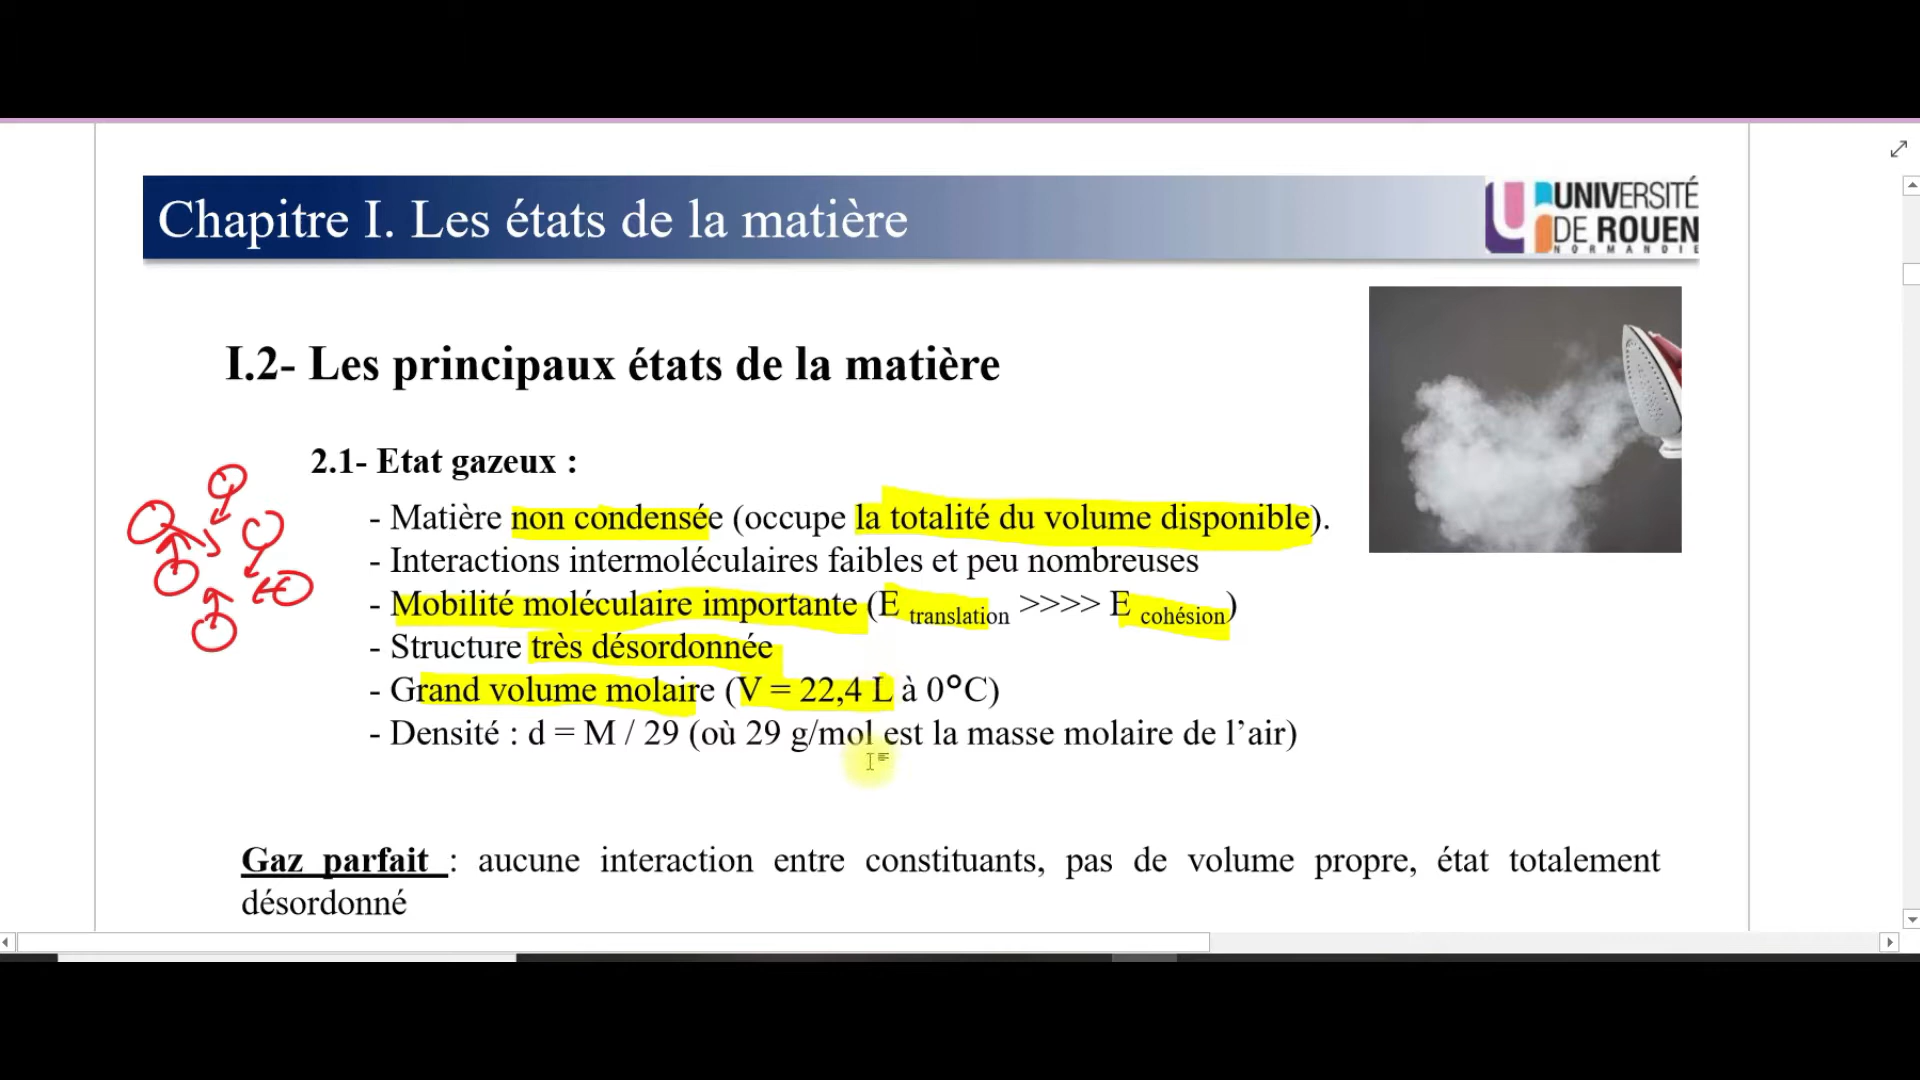 Chapitre I. Les états de la matière
UNIVERSITÉ
DE ROUEN
NORMANDIE
I.2- Les principaux états de la matière
2.1- Etat gazeux :
- Matière non condensée (occupe la totalité du volume disponible).
- Interactions intermoléculaires faibles et peu nombreuses
- Mobilité moléculaire importante (E translation >>>> E cohésion)
- Structure très désordonnée
- Grand volume molaire (V = 22,4 L à 0°C)
- Densité : d = M / 29 (où 29 g/mol est la masse molaire de l’air)
Gaz parfait : aucune interaction entre constituants, pas de volume propre, état totalement
désordonné